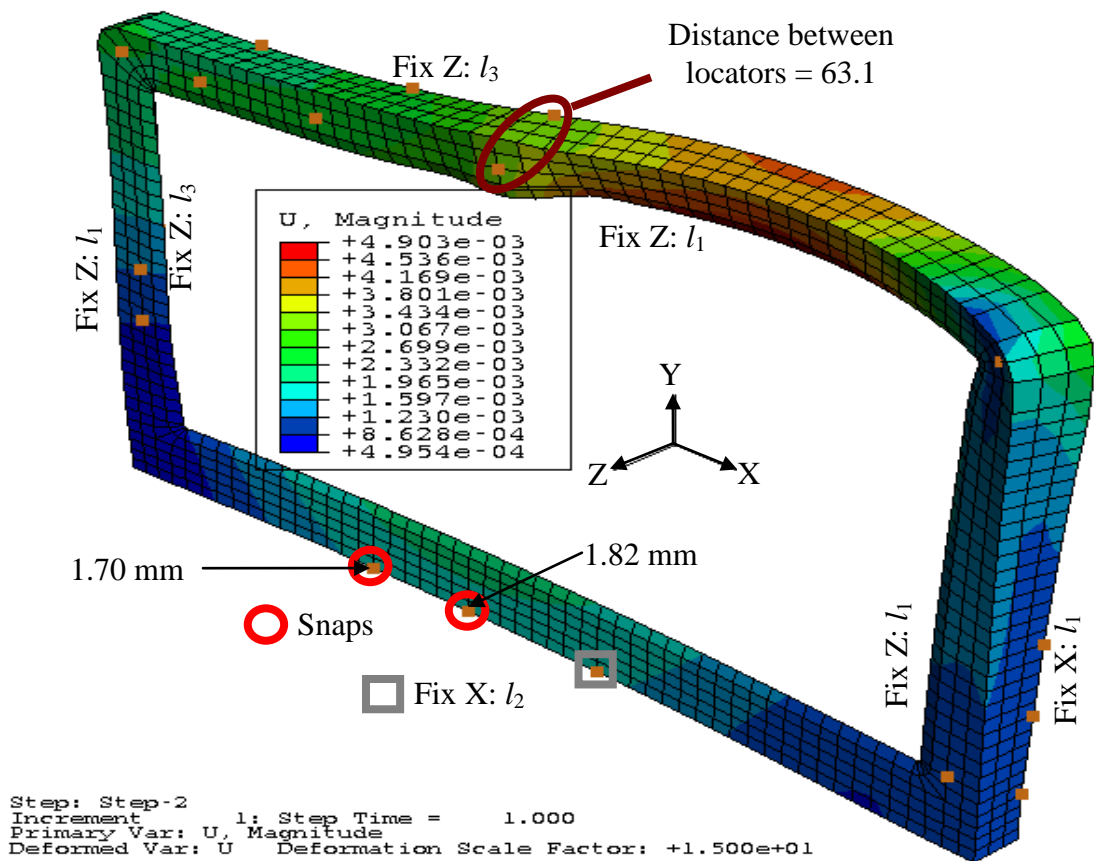 Distance between
locators = 63.1
Fix Z: l₃
Fix Z: l₁
Fix Z: l₃
Fix Z: l₁
U, Magnitude
+4.903e-03
+4.536e-03
+4.169e-03
+3.801e-03
+3.434e-03
+3.067e-03
+2.699e-03
+2.332e-03
+1.965e-03
+1.597e-03
+1.230e-03
+8.628e-04
+4.954e-04
Y
Z
X
1.70 mm
1.82 mm
Snaps
Fix X: l₂
Fix Z: l₁
Fix X: l₁
Step: Step-2
Increment 1: Step Time = 1.000
Primary Var: U, Magnitude
Deformed Var: U Deformation Scale Factor: +1.500e+01